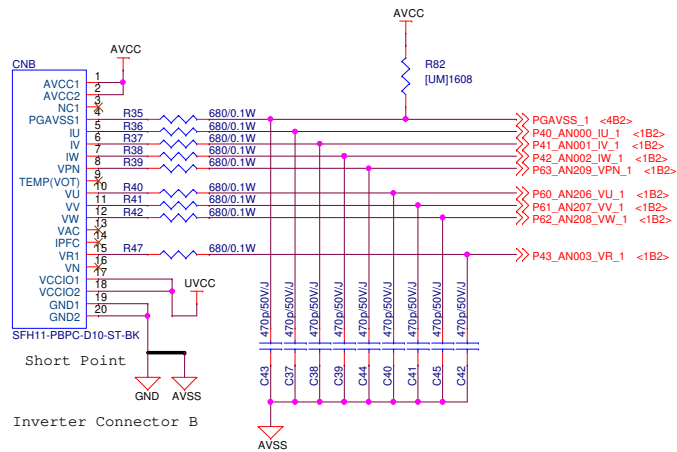 AVCC
AVCC
CNB
R82
[UM]1608
AVCC1 1
AVCC2 2
NC1 3
PGAVSS1 4 R35 680/0.1W PGAVSS_1 <4B2>
IU 5 R36 680/0.1W P40_AN000_IU_1 <1B2>
IV 6 R37 680/0.1W P41_AN001_IV_1 <1B2>
IW 7 R38 680/0.1W P42_AN002_IW_1 <1B2>
VPN 8 R39 680/0.1W P63_AN209_VPN_1 <1B2>
TEMP(VOT) 9
VU 10 R40 680/0.1W P60_AN206_VU_1 <1B2>
VV 11 R41 680/0.1W P61_AN207_VV_1 <1B2>
VW 12 R42 680/0.1W P62_AN208_VW_1 <1B2>
VAC 13
IPFC 14
VR1 15 R47 680/0.1W P43_AN003_VR_1 <1B2>
VN 16
VCCIO1 17
VCCIO2 18
UVCC
GND1 19
GND2 20
SFH11-PBPC-D10-ST-BK
470p/50V/J 470p/50V/J 470p/50V/J 470p/50V/J 470p/50V/J 470p/50V/J 470p/50V/J 470p/50V/J 470p/50V/J
Short Point
C43 C37 C38 C39 C44 C40 C41 C45 C42
GND AVSS
Inverter Connector B
AVSS